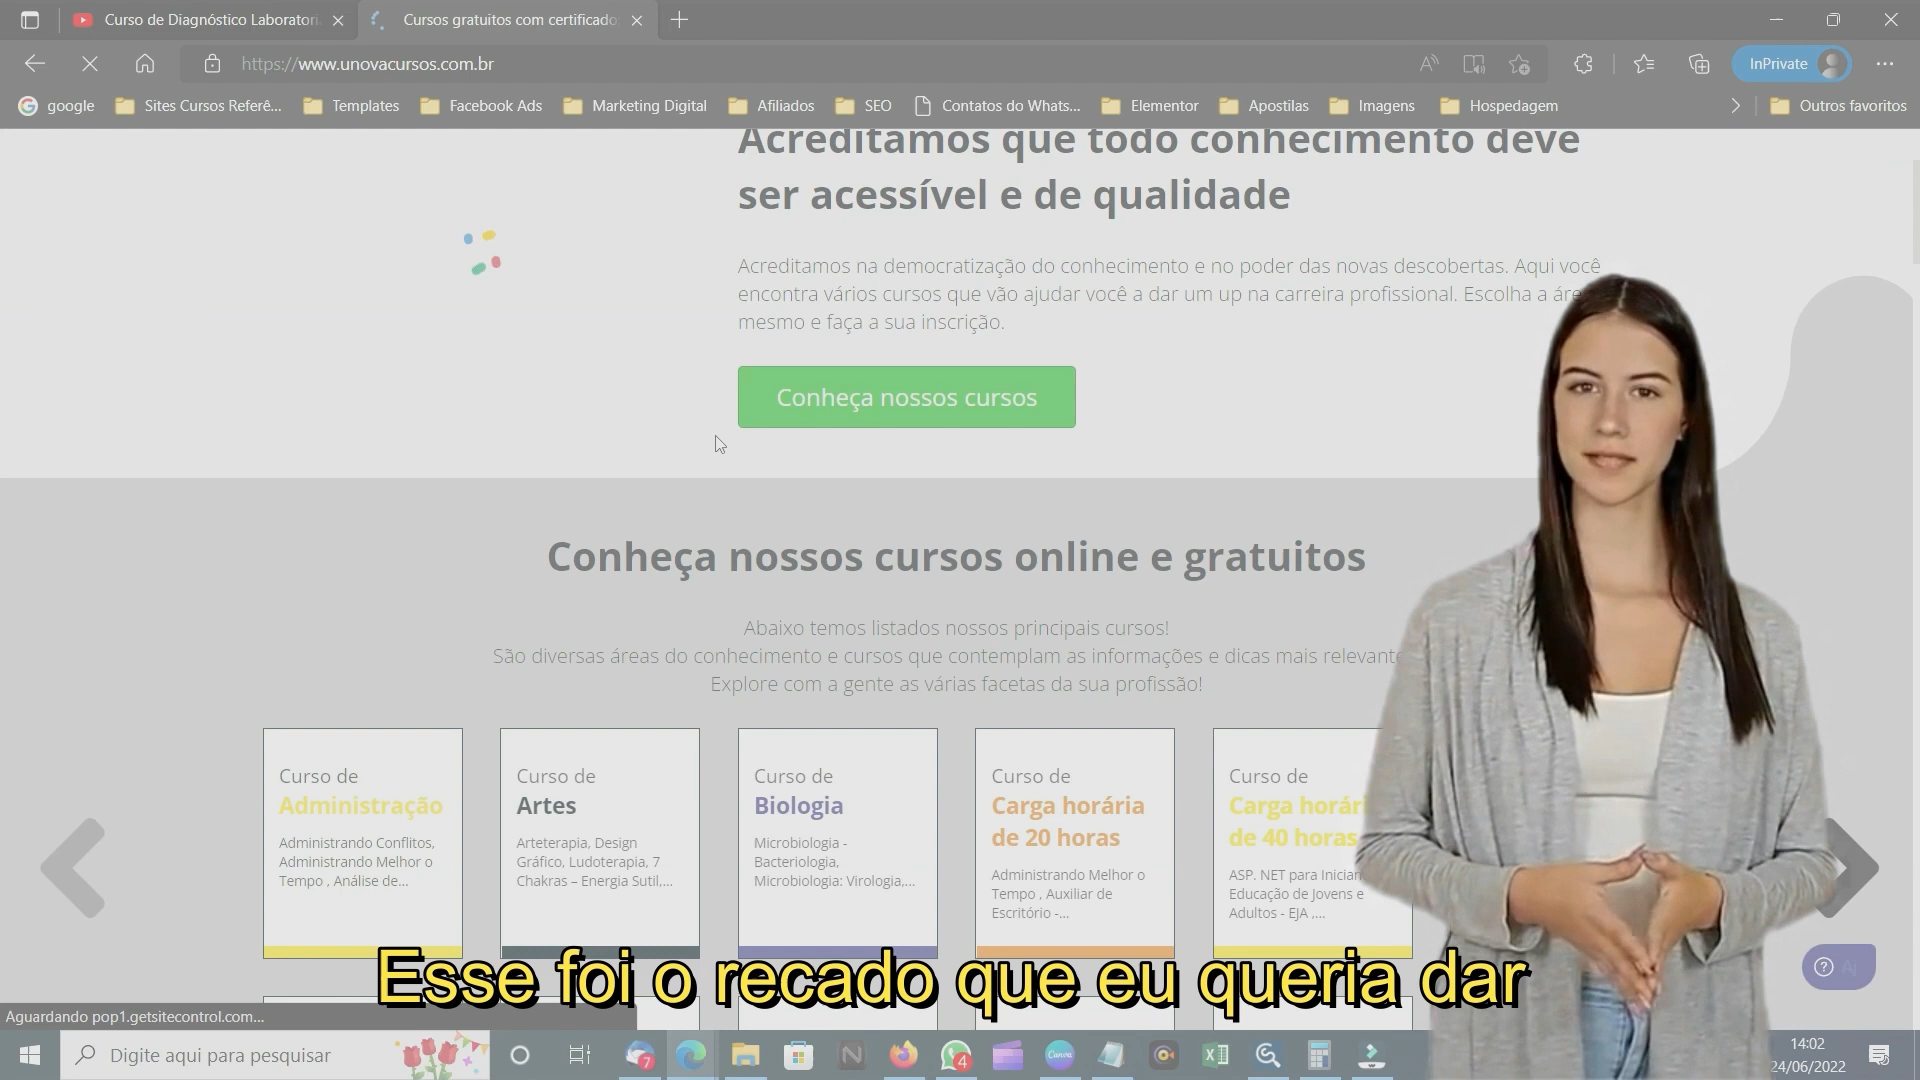 Curso de Diagnóstico Laboratori
Cursos gratuitos com certificado
https://www.unovacursos.com.br
InPrivate
google
Sites Cursos Referê...
Templates
Facebook Ads
Marketing Digital
Afiliados
SEO
Contatos do Whats...
Elementor
Apostilas
Imagens
Hospedagem
Outros favoritos
Acreditamos que todo conhecimento deve
ser acessível e de qualidade
Acreditamos na democratização do conhecimento e no poder das novas descobertas. Aqui você
encontra vários cursos que vão ajudar você a dar um up na carreira profissional. Escolha a áre
mesmo e faça a sua inscrição.
Conheça nossos cursos
Conheça nossos cursos online e gratuitos
Abaixo temos listados nossos principais cursos!
São diversas áreas do conhecimento e cursos que contemplam as informações e dicas mais relevante
Explore com a gente as várias facetas da sua profissão!
Curso de
Administração
Administrando Conflitos,
Administrando Melhor o
Tempo , Análise de...
Curso de
Artes
Arteterapia, Design
Gráfico, Ludoterapia, 7
Chakras – Energia Sutil,...
Curso de
Biologia
Microbiologia -
Bacteriologia,
Microbiologia: Virologia,...
Curso de
Carga horária
de 20 horas
Administrando Melhor o
Tempo , Auxiliar de
Escritório -...
Curso de
Carga horári
de 40 horas
ASP. NET para Inician
Educação de Jovens e
Adultos - EJA ,...
Esse foi o recado que eu queria dar
Aguardando pop1.getsitecontrol.com...
Digite aqui para pesquisar
7
4
Canva
14:02
24/06/2022